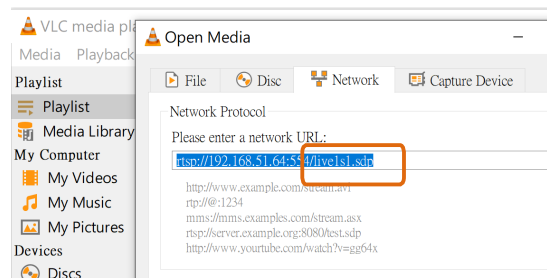 VLC media pla
Media Playback
Playlist
Playlist
Media Library
My Computer
My Videos
My Music
My Pictures
Devices
Discs
Open Media
File Disc Network Capture Device
Network Protocol
Please enter a network URL:
rtsp://192.168.51.64:554/live1s1.sdp
http://www.example.com/stream.avi
rtp://@:1234
mms://mms.examples.com/stream.asx
rtsp://server.example.org:8080/test.sdp
http://www.yourtube.com/watch?v=gg64x